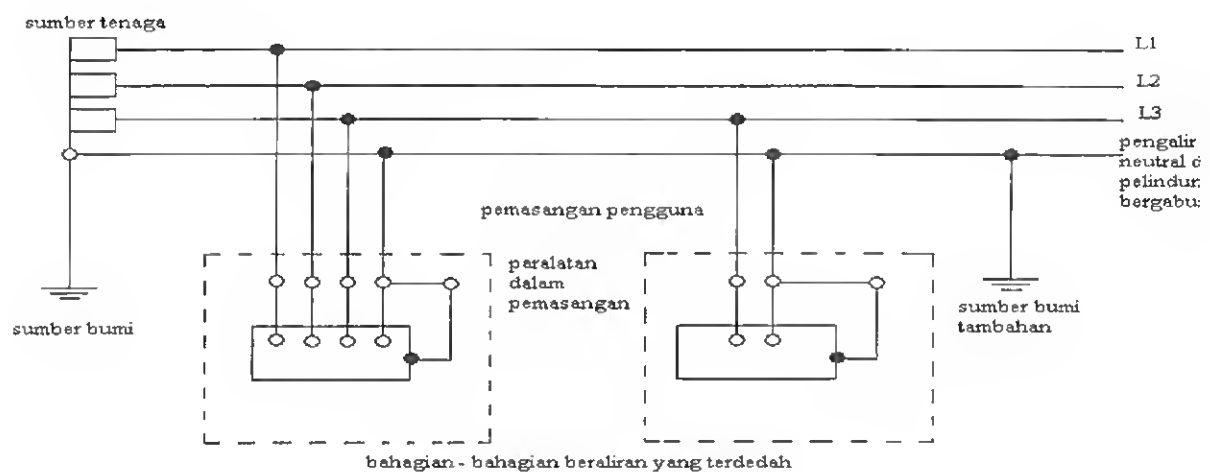 sumber tenaga
L1
L2
L3
pengalir
neutral d
pelindun
bergabu
pemasangan pengguna
paralatan
dalam
pemasangan
sumber bumi
sumber bumi
tambahan
bahagian - bahagian beraliran yang terdedah